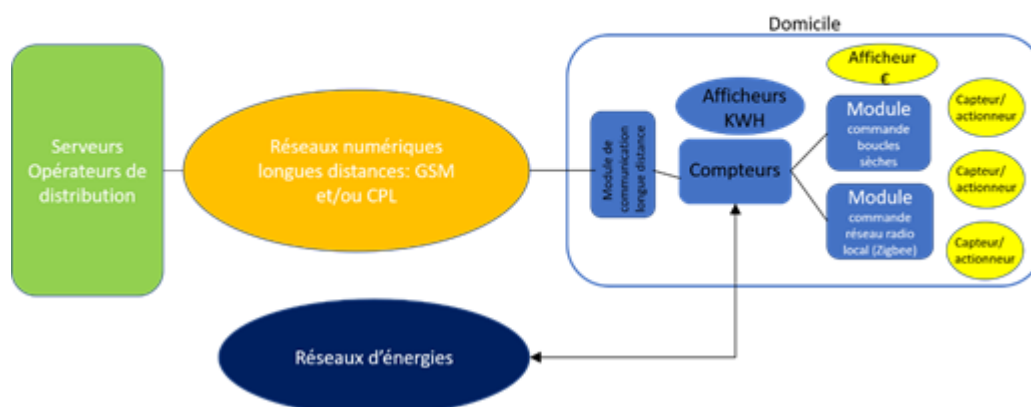 Domicile
Serveurs
Opérateurs de
distribution
Réseaux numériques
longues distances: GSM
et/ou CPL
Module de
communication
longue distance
Afficheurs
KWH
Compteurs
Afficheur
€
Module
commande
boucles
sèches
Module
commande
réseau radio
local (Zigbee)
Capteur/
actionneur
Capteur/
actionneur
Capteur/
actionneur
Réseaux d'énergies